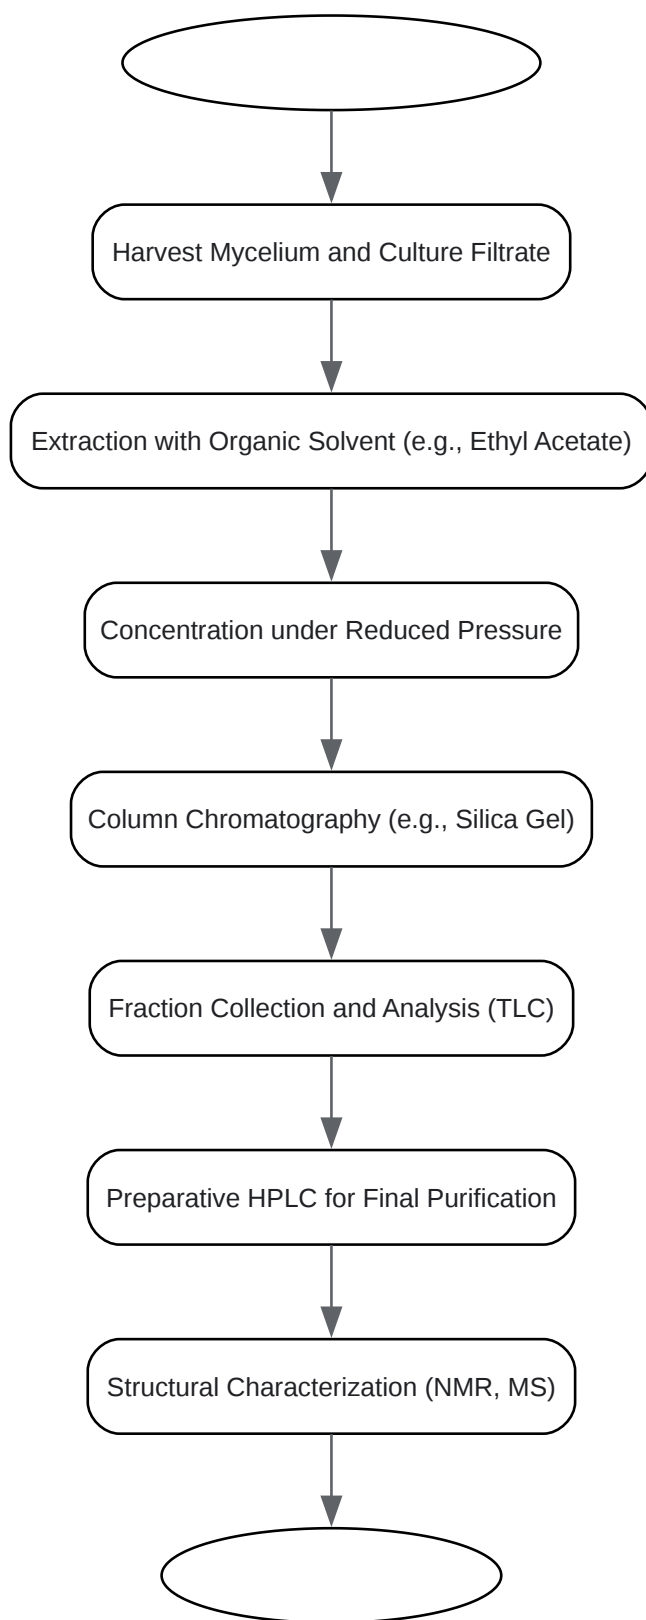 Harvest Mycelium and Culture Filtrate
Extraction with Organic Solvent (e.g., Ethyl Acetate)
Concentration under Reduced Pressure
Column Chromatography (e.g., Silica Gel)
Fraction Collection and Analysis (TLC)
Preparative HPLC for Final Purification
Structural Characterization (NMR, MS)